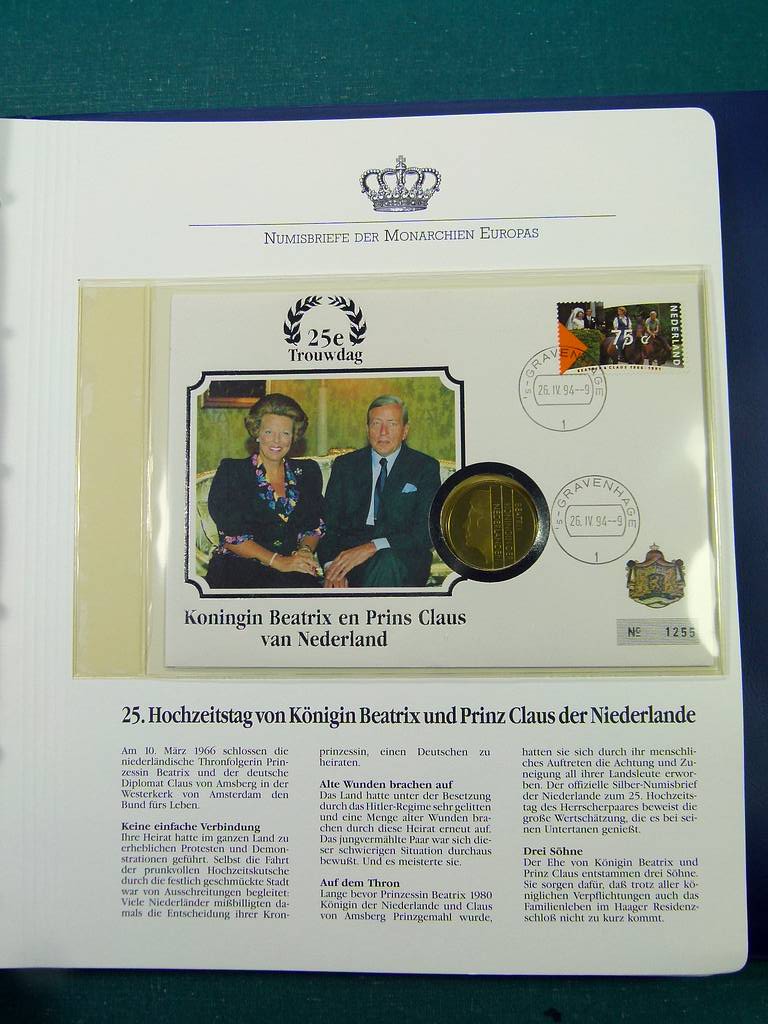 NUMISBRIEFE DER MONARCHIEN EUROPAS
25e
Trouwdag
NEDERLAND
75 c
BEATRIX & CLAUS 1966-1991
's-GRAVENHAGE
26.IV.94--9
1
's-GRAVENHAGE
26.IV.94--9
1
BEATRIX
KONINGIN DER
NEDERLANDEN
Koningin Beatrix en Prins Claus
van Nederland
Nº 1255
25. Hochzeitstag von Königin Beatrix und Prinz Claus der Niederlande
Am 10. März 1966 schlossen die
niederländische Thronfolgerin Prin-
zessin Beatrix und der deutsche
Diplomat Claus von Amsberg in der
Westerkerk von Amsterdam den
Bund fürs Leben.
Keine einfache Verbindung
Ihre Heirat hatte im ganzen Land zu
erheblichen Protesten und Demon-
strationen geführt. Selbst die Fahrt
der prunkvollen Hochzeitskutsche
durch die festlich geschmückte Stadt
war von Ausschreitungen begleitet:
Viele Niederländer mißbilligten da-
mals die Entscheidung ihrer Kron-
prinzessin, einen Deutschen zu
heiraten.
Alte Wunden brachen auf
Das Land hatte unter der Besetzung
durch das Hitler-Regime sehr gelitten
und eine Menge alter Wunden bra-
chen durch diese Heirat erneut auf.
Das jungvermählte Paar war sich die-
ser schwierigen Situation durchaus
bewußt. Und es meisterte sie.
Auf dem Thron
Lange bevor Prinzessin Beatrix 1980
Königin der Niederlande und Claus
von Amsberg Prinzgemahl wurde,
hatten sie sich durch ihr menschli-
ches Auftreten die Achtung und Zu-
neigung all ihrer Landsleute erwor-
ben. Der offizielle Silber-Numisbrief
der Niederlande zum 25. Hochzeits-
tag des Herrscherpaares beweist die
große Wertschätzung, die es bei sei-
nen Untertanen genießt.
Drei Söhne
Der Ehe von Königin Beatrix und
Prinz Claus entstammen drei Söhne.
Sie sorgen dafür, daß trotz aller kö-
niglichen Verpflichtungen auch das
Familienleben im Haager Residenz-
schloß nicht zu kurz kommt.